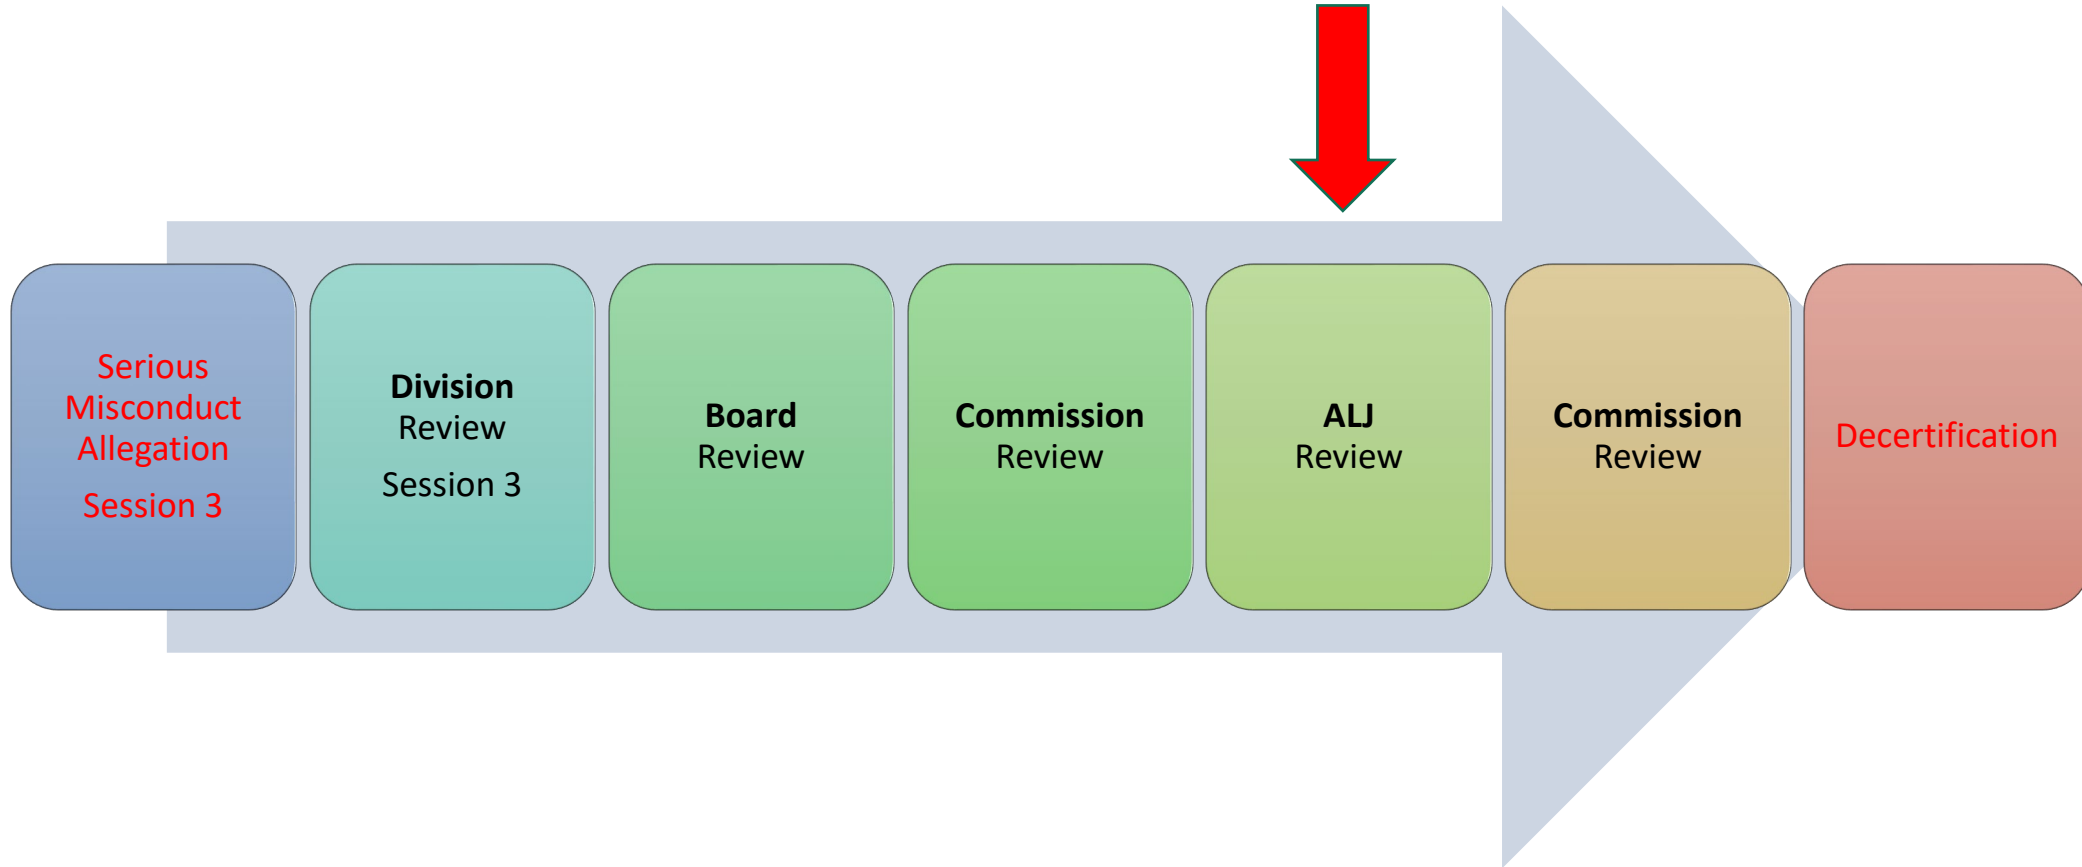 Serious
Misconduct
Allegation
Session 3
Division
Review
Session 3
Board
Review
Commission
Review
ALJ
Review
Commission
Review
Decertification